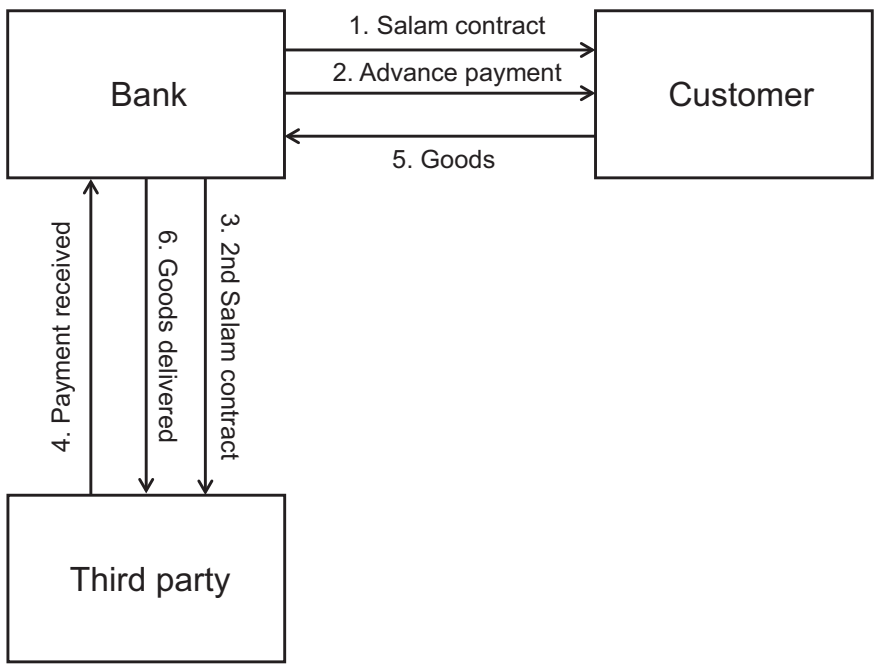 1. Salam contract
Bank
2. Advance payment
Customer
5. Goods
4. Payment received
6. Goods delivered
3. 2nd Salam contract
Third party